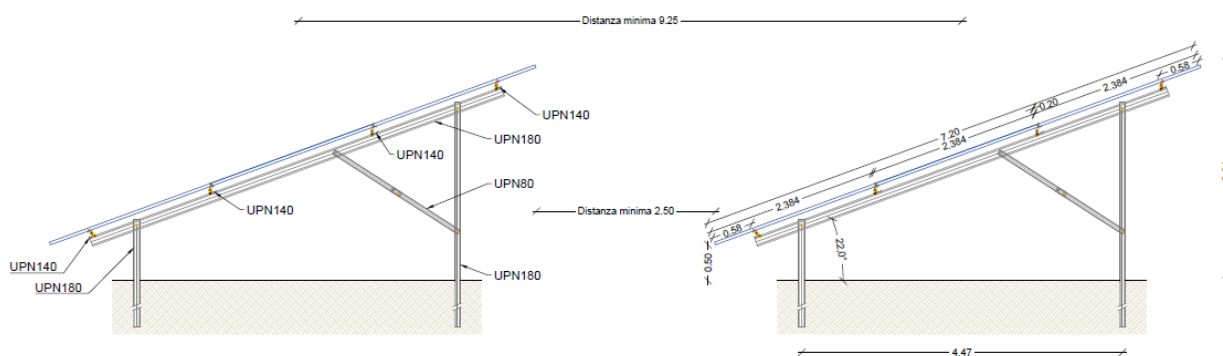 Distanza minima 9.25
UPN140
UPN180
UPN140
UPN80
UPN140
UPN140
UPN180
UPN180
Distanza minima 2.50
0.58
2.384
0.20
7.20
2.384
2.384
0.58
0.50
22,0°
4.47